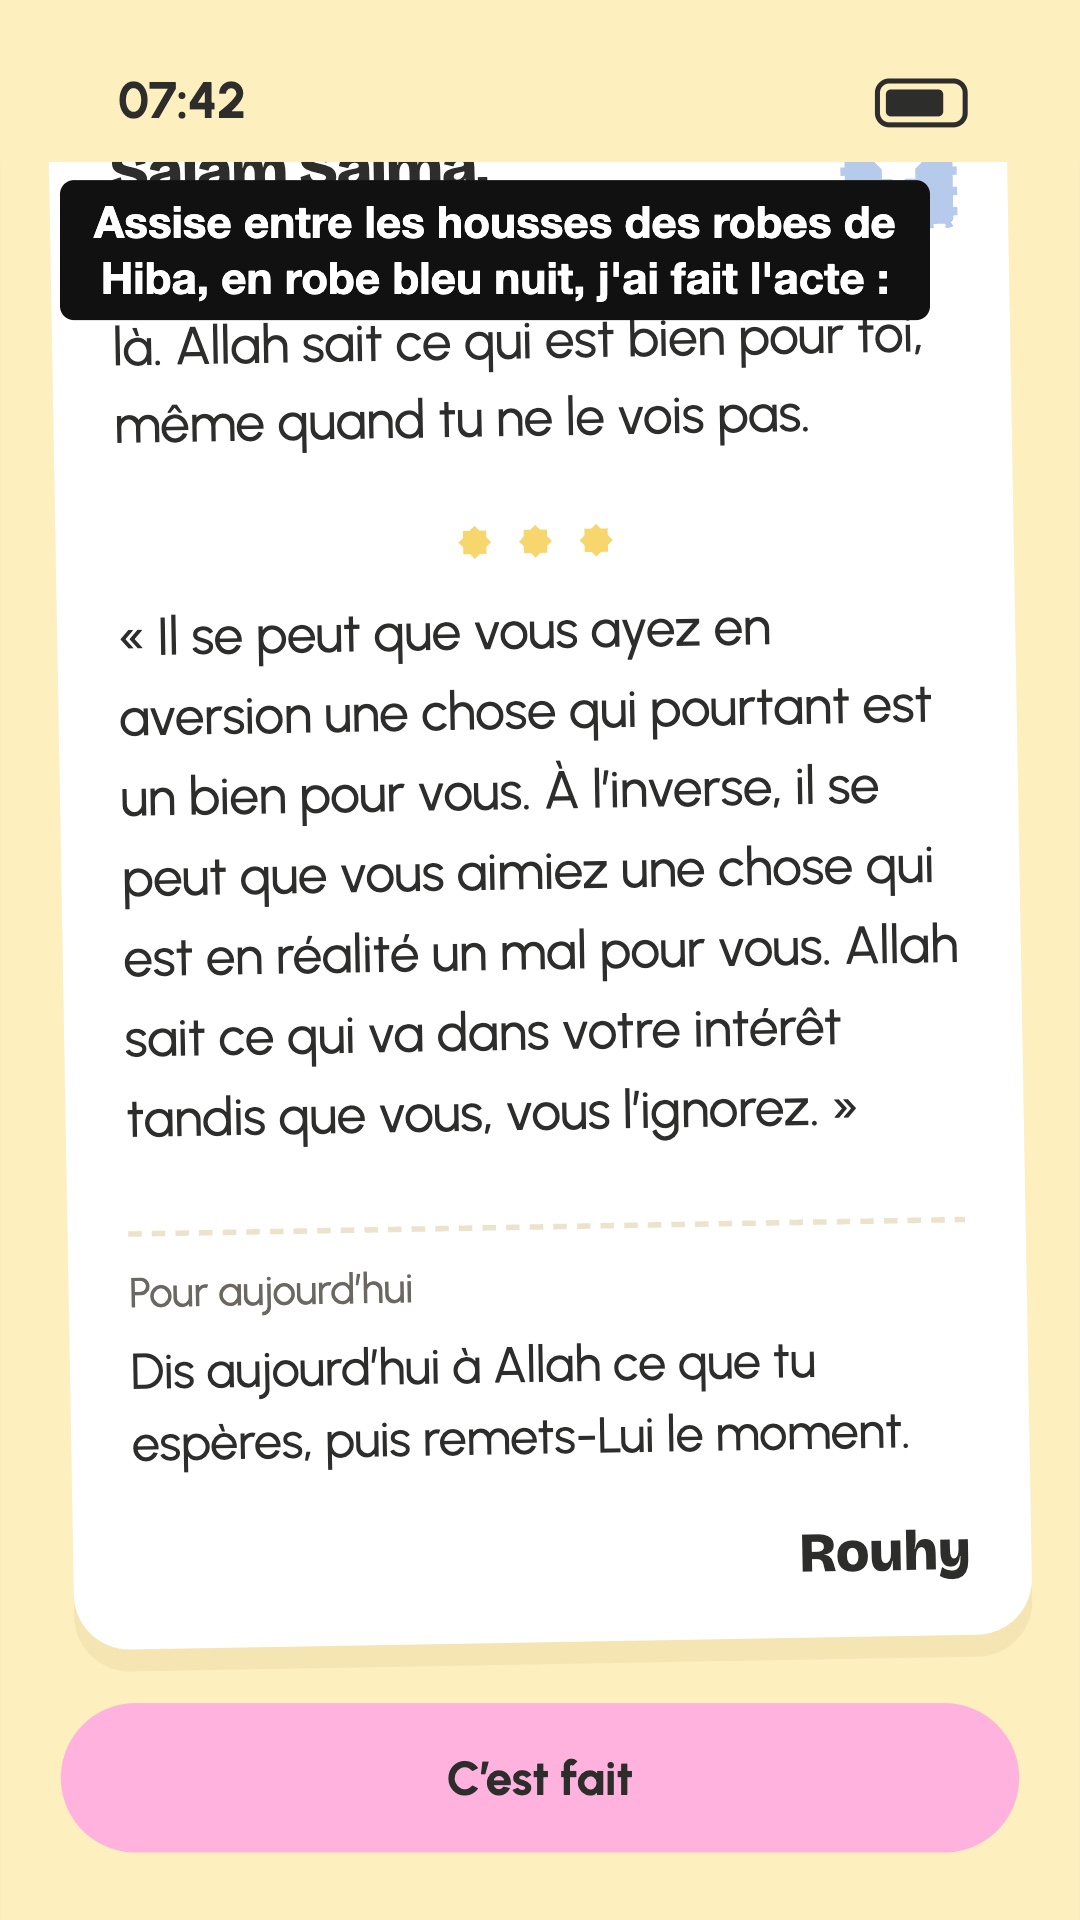 07:42
Salam Salma,
Assise entre les housses des robes de
Hiba, en robe bleu nuit, j'ai fait l'acte :
là. Allah sait ce qui est bien pour toi,
même quand tu ne le vois pas.
« Il se peut que vous ayez en
aversion une chose qui pourtant est
un bien pour vous. À l'inverse, il se
peut que vous aimiez une chose qui
est en réalité un mal pour vous. Allah
sait ce qui va dans votre intérêt
tandis que vous, vous l'ignorez. »
Pour aujourd'hui
Dis aujourd'hui à Allah ce que tu
espères, puis remets-Lui le moment.
Rouhy
C'est fait